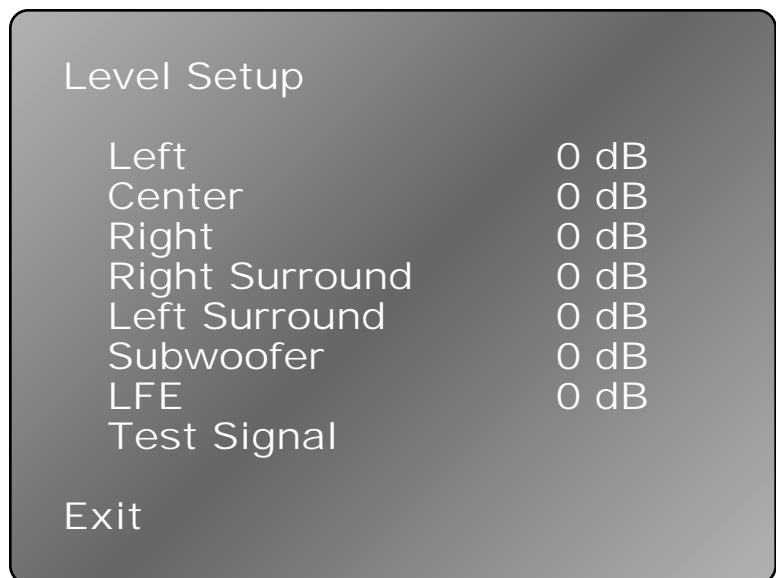 Level Setup
Left 0 dB
Center 0 dB
Right 0 dB
Right Surround 0 dB
Left Surround 0 dB
Subwoofer 0 dB
LFE 0 dB
Test Signal
Exit